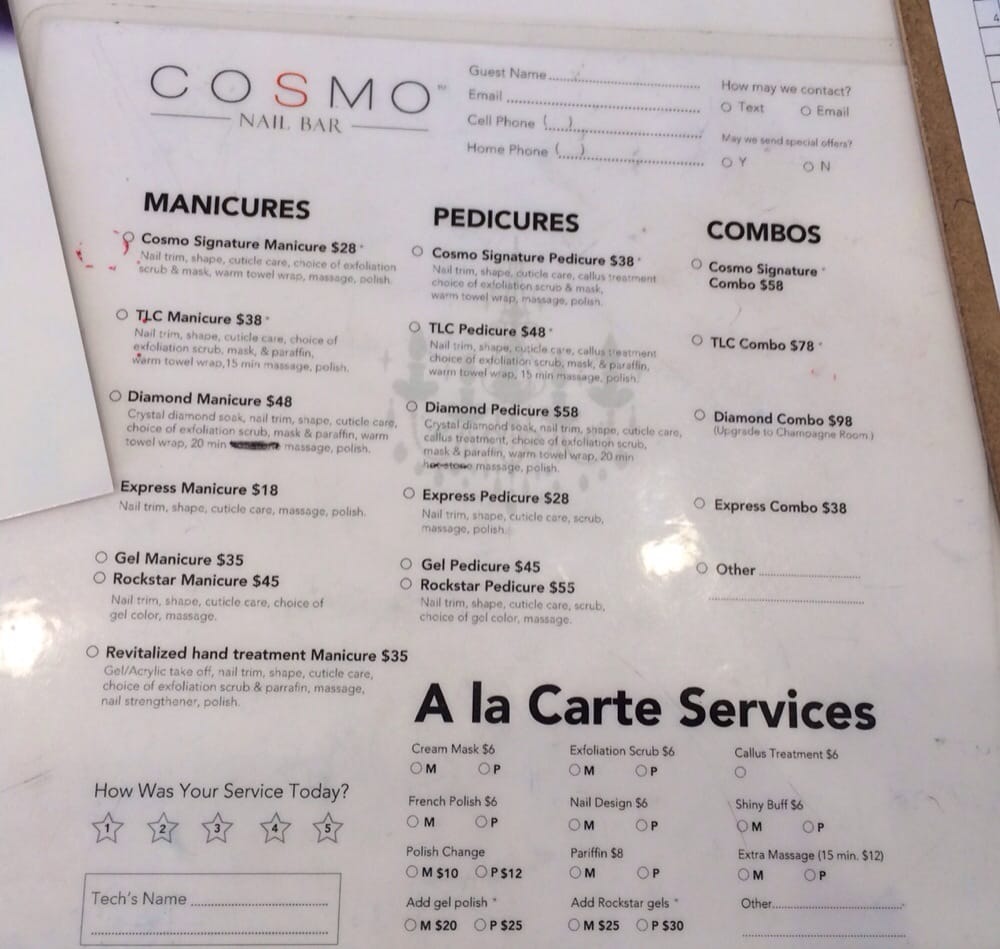 COSMO
NAIL BAR
Guest Name
Email
Cell Phone (   )
Home Phone (   )
How may we contact?
Text Email
May we send special offers?
Y N
MANICURES
Cosmo Signature Manicure $28 *
Nail trim, shape, cuticle care, choice of exfoliation
scrub & mask, warm towel wrap, massage, polish.
TLC Manicure $38 *
Nail trim, shape, cuticle care, choice of
exfoliation scrub, mask, & paraffin,
warm towel wrap, 15 min massage, polish.
Diamond Manicure $48
Crystal diamond soak, nail trim, shape, cuticle care,
choice of exfoliation scrub, mask & paraffin, warm
towel wrap, 20 min massage, polish.
Express Manicure $18
Nail trim, shape, cuticle care, massage, polish.
Gel Manicure $35
Rockstar Manicure $45
Nail trim, shape, cuticle care, choice of
gel color, massage.
Revitalized hand treatment Manicure $35
Gel/Acrylic take off, nail trim, shape, cuticle care,
choice of exfoliation scrub & parrafin, massage,
nail strengthener, polish.
PEDICURES
Cosmo Signature Pedicure $38 *
Nail trim, shape, cuticle care, callus treatment
choice of exfoliation scrub & mask,
warm towel wrap, massage, polish.
TLC Pedicure $48 *
Nail trim, shape, cuticle care, callus treatment
choice of exfoliation scrub, mask, & paraffin,
warm towel wrap, 15 min massage, polish.
Diamond Pedicure $58
Crystal diamond soak, nail trim, shape, cuticle care,
callus treatment, choice of exfoliation scrub,
mask & paraffin, warm towel wrap, 20 min
hot stone massage, polish.
Express Pedicure $28
Nail trim, shape, cuticle care, scrub,
massage, polish.
Gel Pedicure $45
Rockstar Pedicure $55
Nail trim, shape, cuticle care, scrub,
choice of gel color, massage.
COMBOS
Cosmo Signature *
Combo $58
TLC Combo $78 *
Diamond Combo $98
(Upgrade to Champagne Room)
Express Combo $38
Other
A la Carte Services
Cream Mask $6
M P
Exfoliation Scrub $6
M P
Callus Treatment $6
French Polish $6
M P
Nail Design $6
M P
Shiny Buff $6
M P
Polish Change
M $10 P $12
Pariffin $8
M P
Extra Massage (15 min. $12)
M P
Add gel polish *
M $20 P $25
Add Rockstar gels *
M $25 P $30
Other
How Was Your Service Today?
1 2 3 4 5
Tech's Name